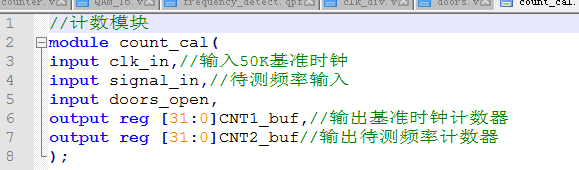 counter.v
QAM_16.v
frequency_detect.qpf
clk_div.v
doors.v
count_cal.
1 //计数模块
2 module count_cal(
3 input clk_in,//输入50K基准时钟
4 input signal_in,//待测频率输入
5 input doors_open,
6 output reg [31:0]CNT1_buf,//输出基准时钟计数器
7 output reg [31:0]CNT2_buf//输出待测频率计数器
8 );